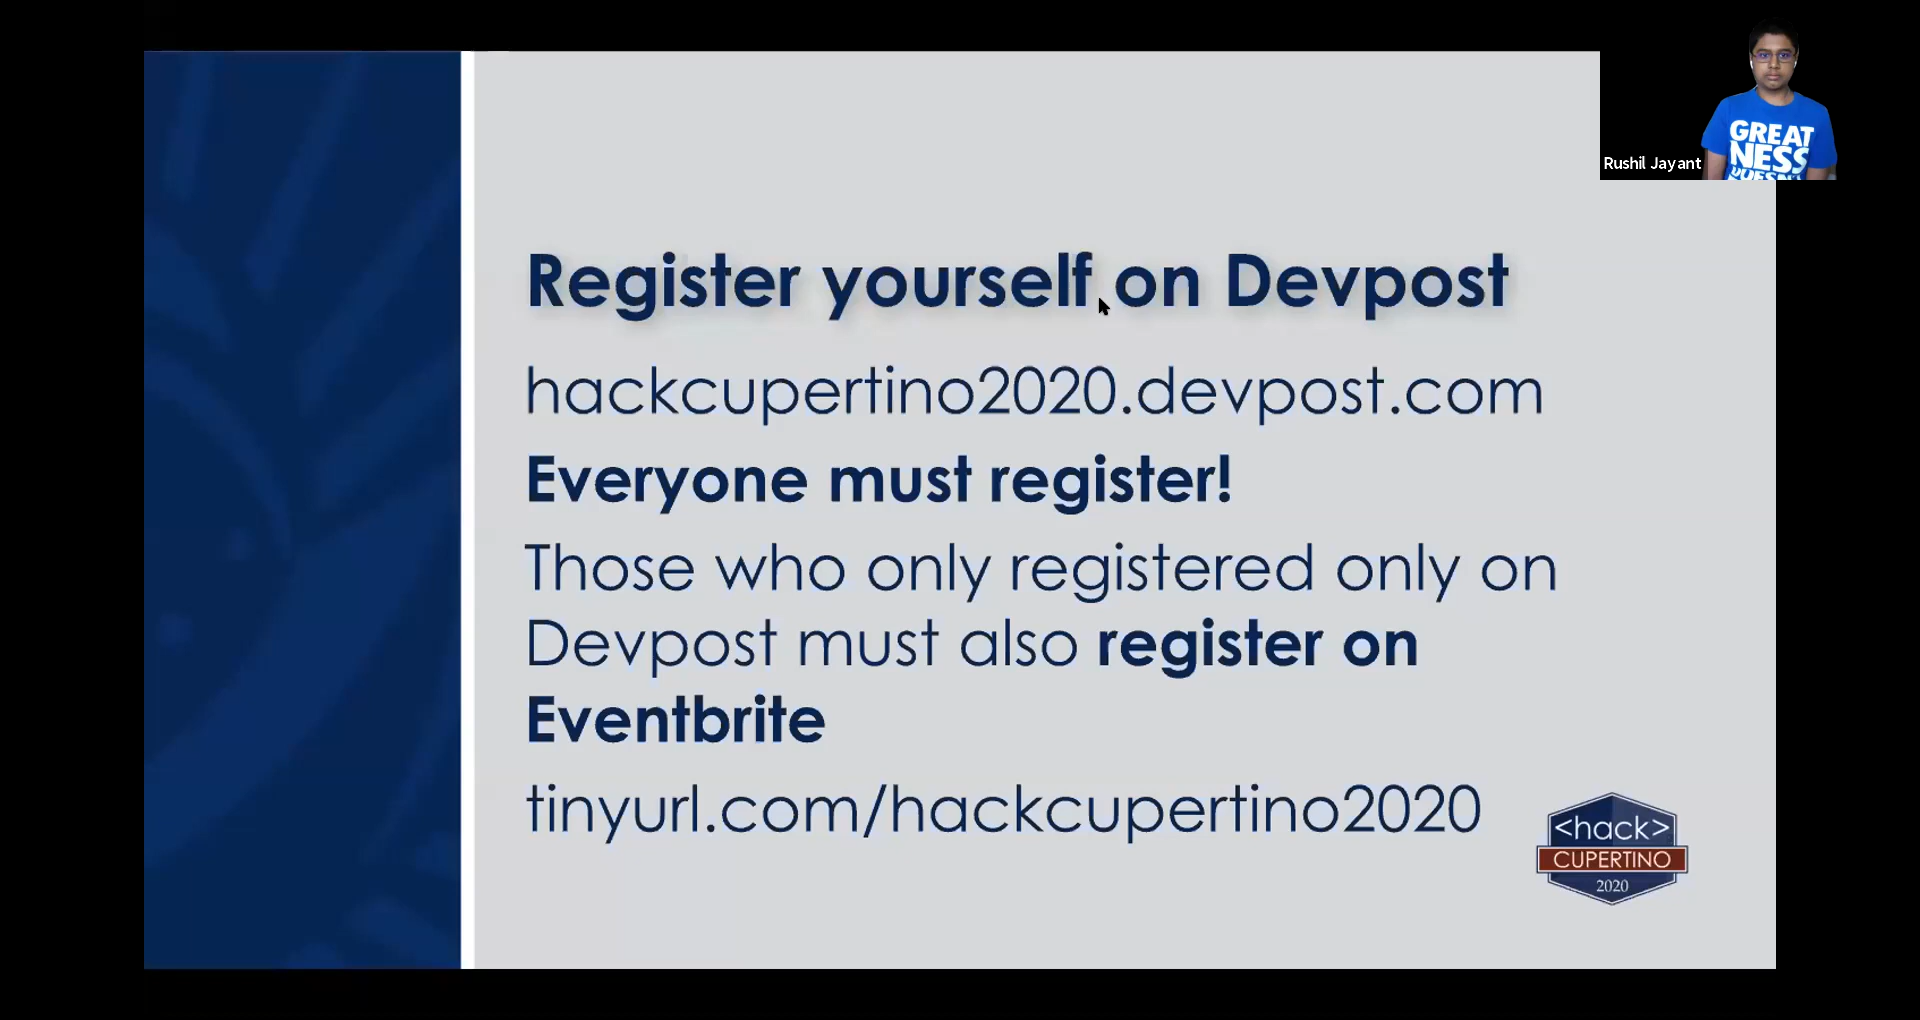 Register yourself on Devpost
hackcupertino2020.devpost.com
Everyone must register!
Those who only registered only on
Devpost must also register on
Eventbrite
tinyurl.com/hackcupertino2020
<hack>
CUPERTINO
2020
Rushil Jayant
GREAT
NESS
DOESN'T